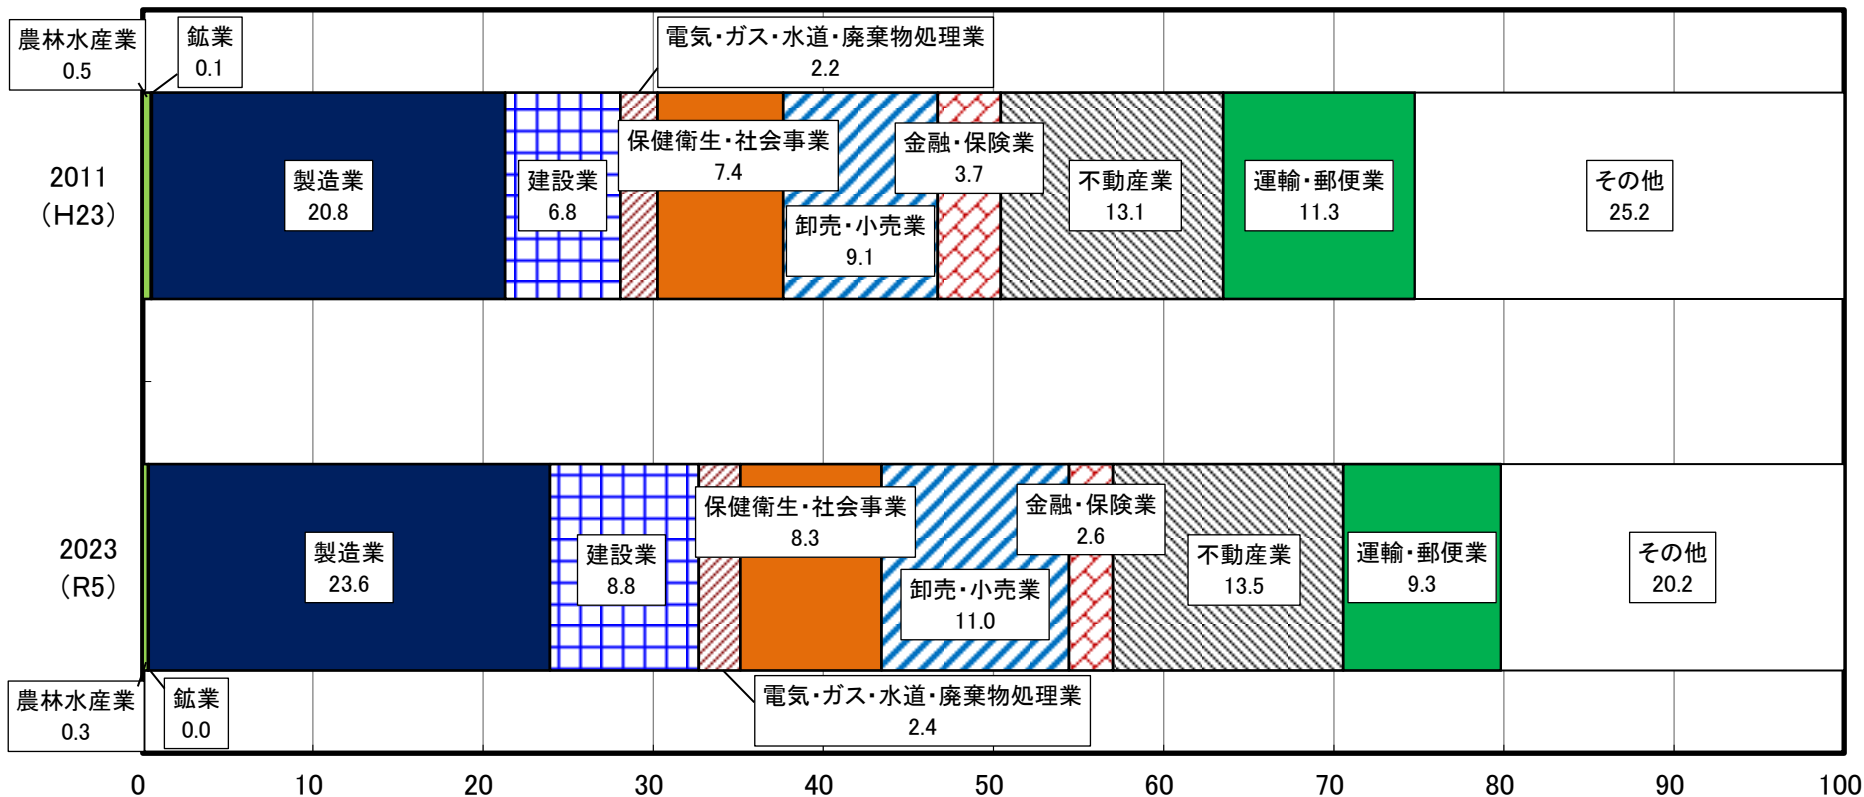 農林水産業
0.5
鉱業
0.1
電気・ガス・水道・廃棄物処理業
2.2
2011
（H23）
製造業
20.8
建設業
6.8
保健衛生・社会事業
7.4
卸売・小売業
9.1
金融・保険業
3.7
不動産業
13.1
運輸・郵便業
11.3
その他
25.2
2023
（R5）
製造業
23.6
建設業
8.8
保健衛生・社会事業
8.3
卸売・小売業
11.0
金融・保険業
2.6
不動産業
13.5
運輸・郵便業
9.3
その他
20.2
農林水産業
0.3
鉱業
0.0
電気・ガス・水道・廃棄物処理業
2.4
0 10 20 30 40 50 60 70 80 90 100